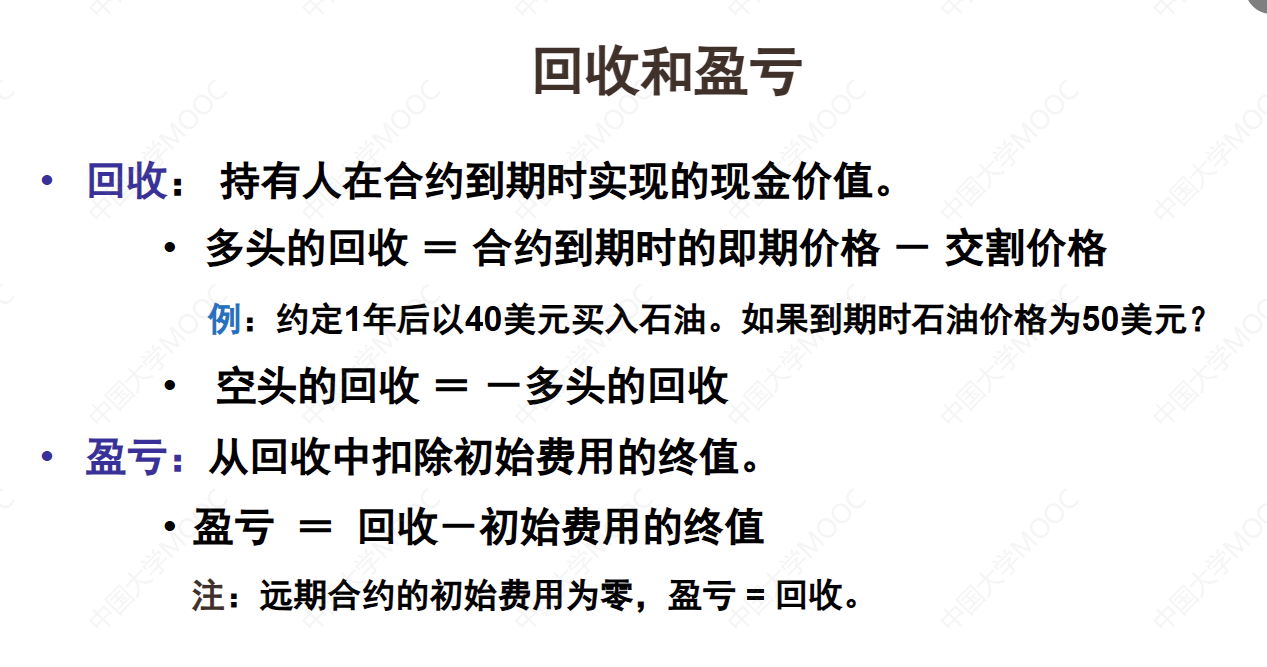 回收和盈亏
• 回收： 持有人在合约到期时实现的现金价值。
• 多头的回收 ＝ 合约到期时的即期价格 － 交割价格
例：约定1年后以40美元买入石油。如果到期时石油价格为50美元？
• 空头的回收 ＝ －多头的回收
• 盈亏：从回收中扣除初始费用的终值。
• 盈亏 ＝ 回收－初始费用的终值
注：远期合约的初始费用为零，盈亏 = 回收。
中国大学MOOC